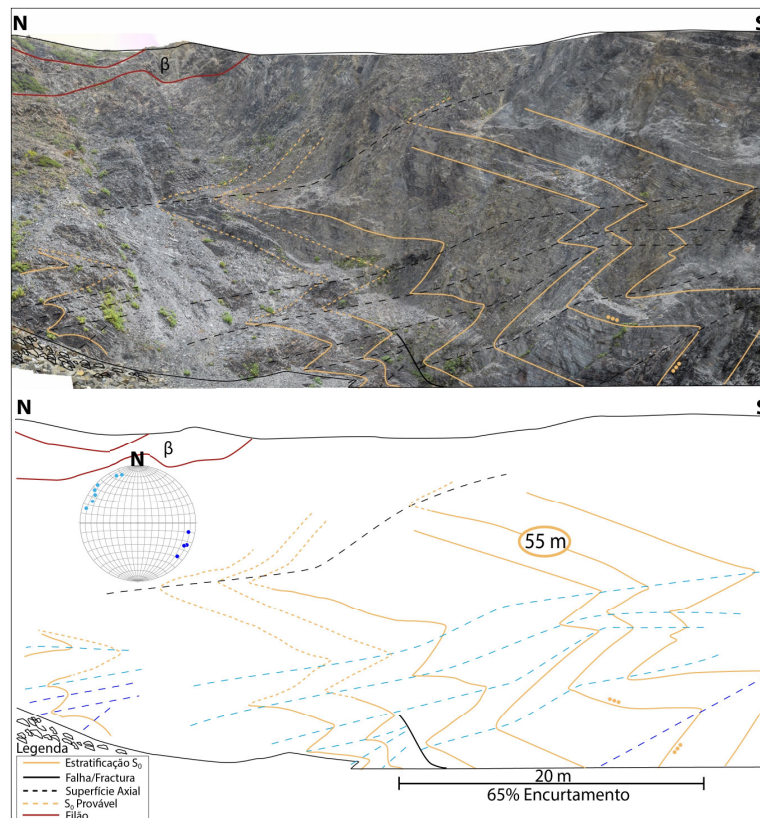 N S
β
N S
β
N
55 m
Legenda
Estratificação S₀
Falha/Fractura
Superfície Axial
S₀ Provável
Filão
20 m
65% Encurtamento